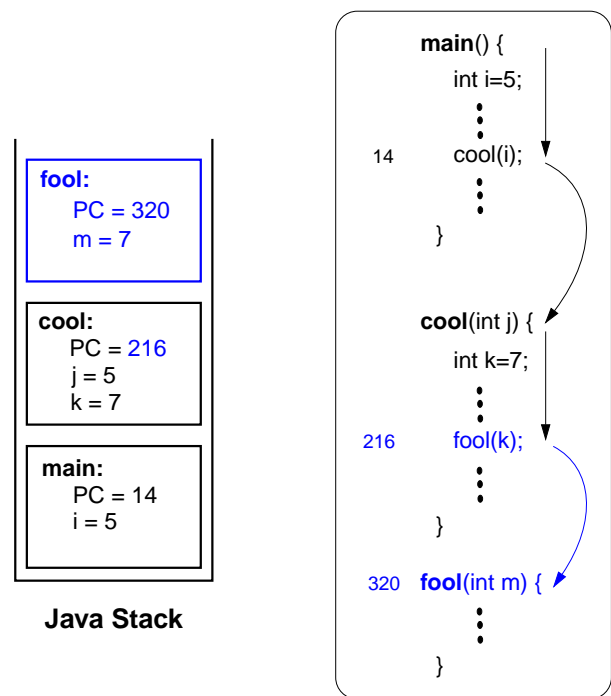 fool:
PC = 320
m = 7
cool:
PC = 216
j = 5
k = 7
main:
PC = 14
i = 5
Java Stack
main() {
int i=5;
14 cool(i);
}
cool(int j) {
int k=7;
216 fool(k);
}
320 fool(int m) {
}